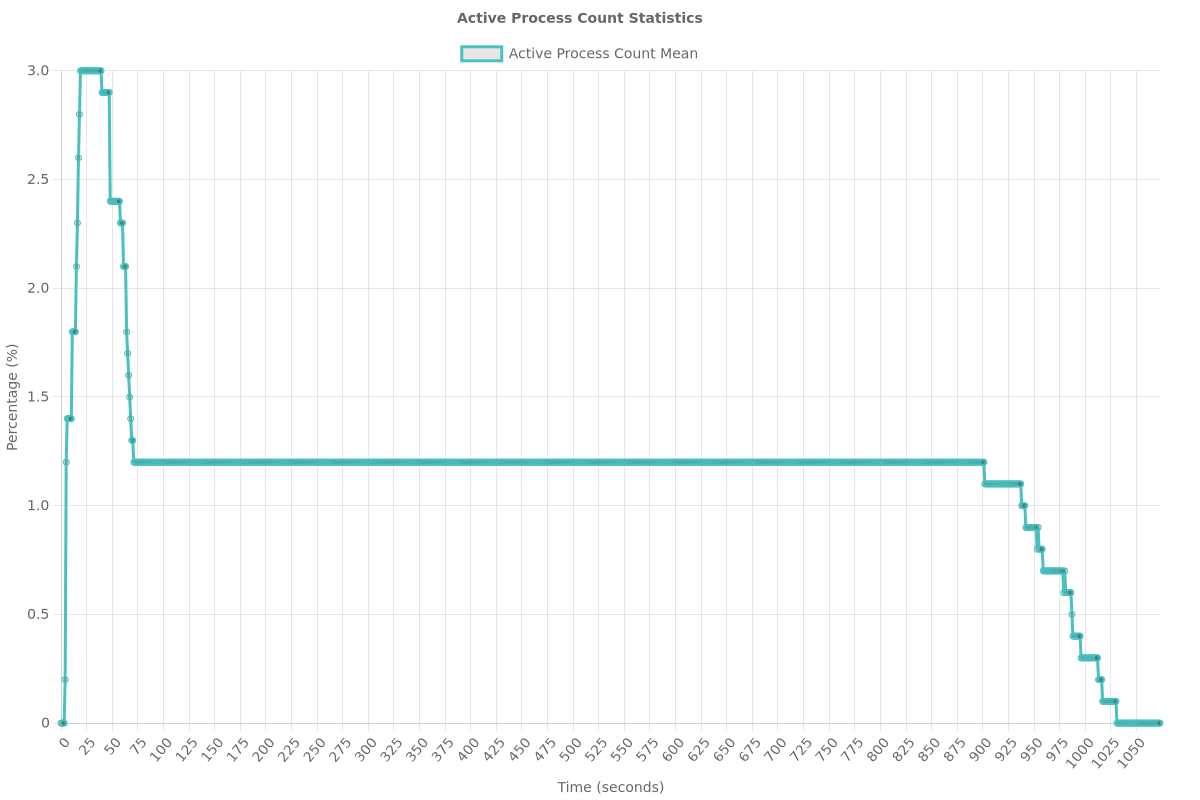 Active Process Count Statistics
Active Process Count Mean
3.0
2.5
2.0
1.5
1.0
0.5
0
Percentage (%)
0 25 50 75 100 125 150 175 200 225 250 275 300 325 350 375 400 425 450 475 500 525 550 575 600 625 650 675 700 725 750 775 800 825 850 875 900 925 950 975 1000 1025 1050
Time (seconds)